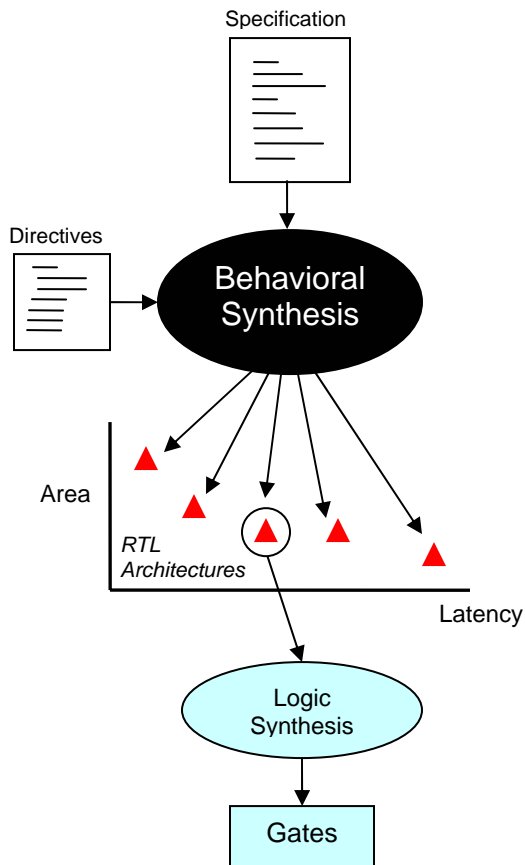 Specification
Directives
Behavioral
Synthesis
Area
RTL
Architectures
Latency
Logic
Synthesis
Gates